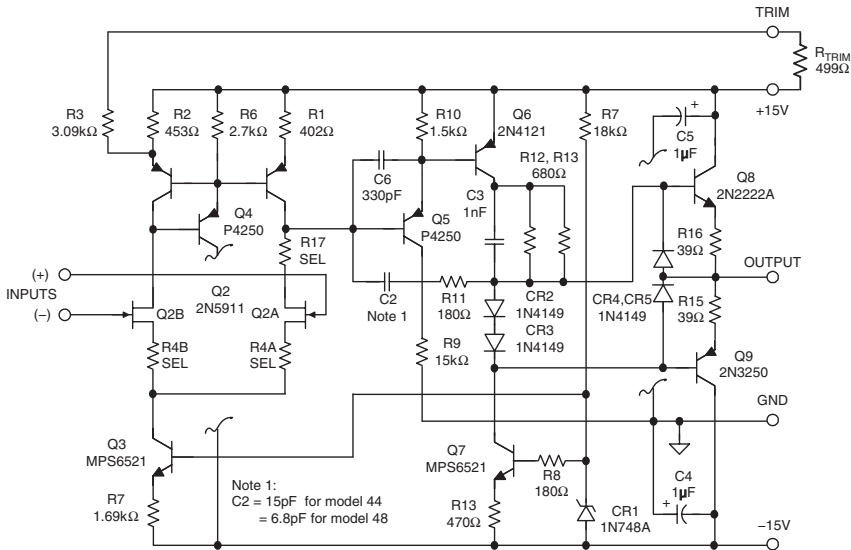 TRIM
R_TRIM
499Ω
+15V
R3
3.09kΩ
R2
453Ω
R6
2.7kΩ
R1
402Ω
R10
1.5kΩ
Q6
2N4121
R7
18kΩ
C5
1μF
+
R12, R13
680Ω
C6
330pF
C3
1nF
Q8
2N2222A
Q4
P4250
Q5
P4250
R17
SEL
R16
39Ω
(+)
INPUTS
(−)
Q2
2N5911
Q2B
Q2A
C2
Note 1
R11
180Ω
CR2
1N4149
CR3
1N4149
CR4,CR5
1N4149
OUTPUT
R15
39Ω
R4B
SEL
R4A
SEL
R9
15kΩ
Q9
2N3250
GND
Q3
MPS6521
Q7
MPS6521
R8
180Ω
C4
1μF
+
R7
1.69kΩ
Note 1:
C2 = 15pF for model 44
= 6.8pF for model 48
R13
470Ω
CR1
1N748A
−15V